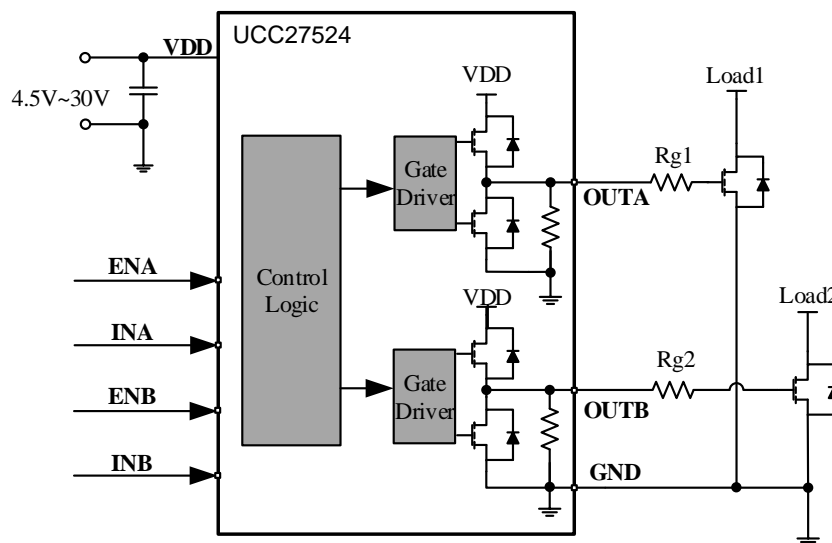 UCC27524
VDD
4.5V~30V
VDD
Load1
Gate
Driver
Rg1
OUTA
ENA
Control
Logic
INA
VDD
Load2
ENB
Gate
Driver
Rg2
OUTB
INB
GND